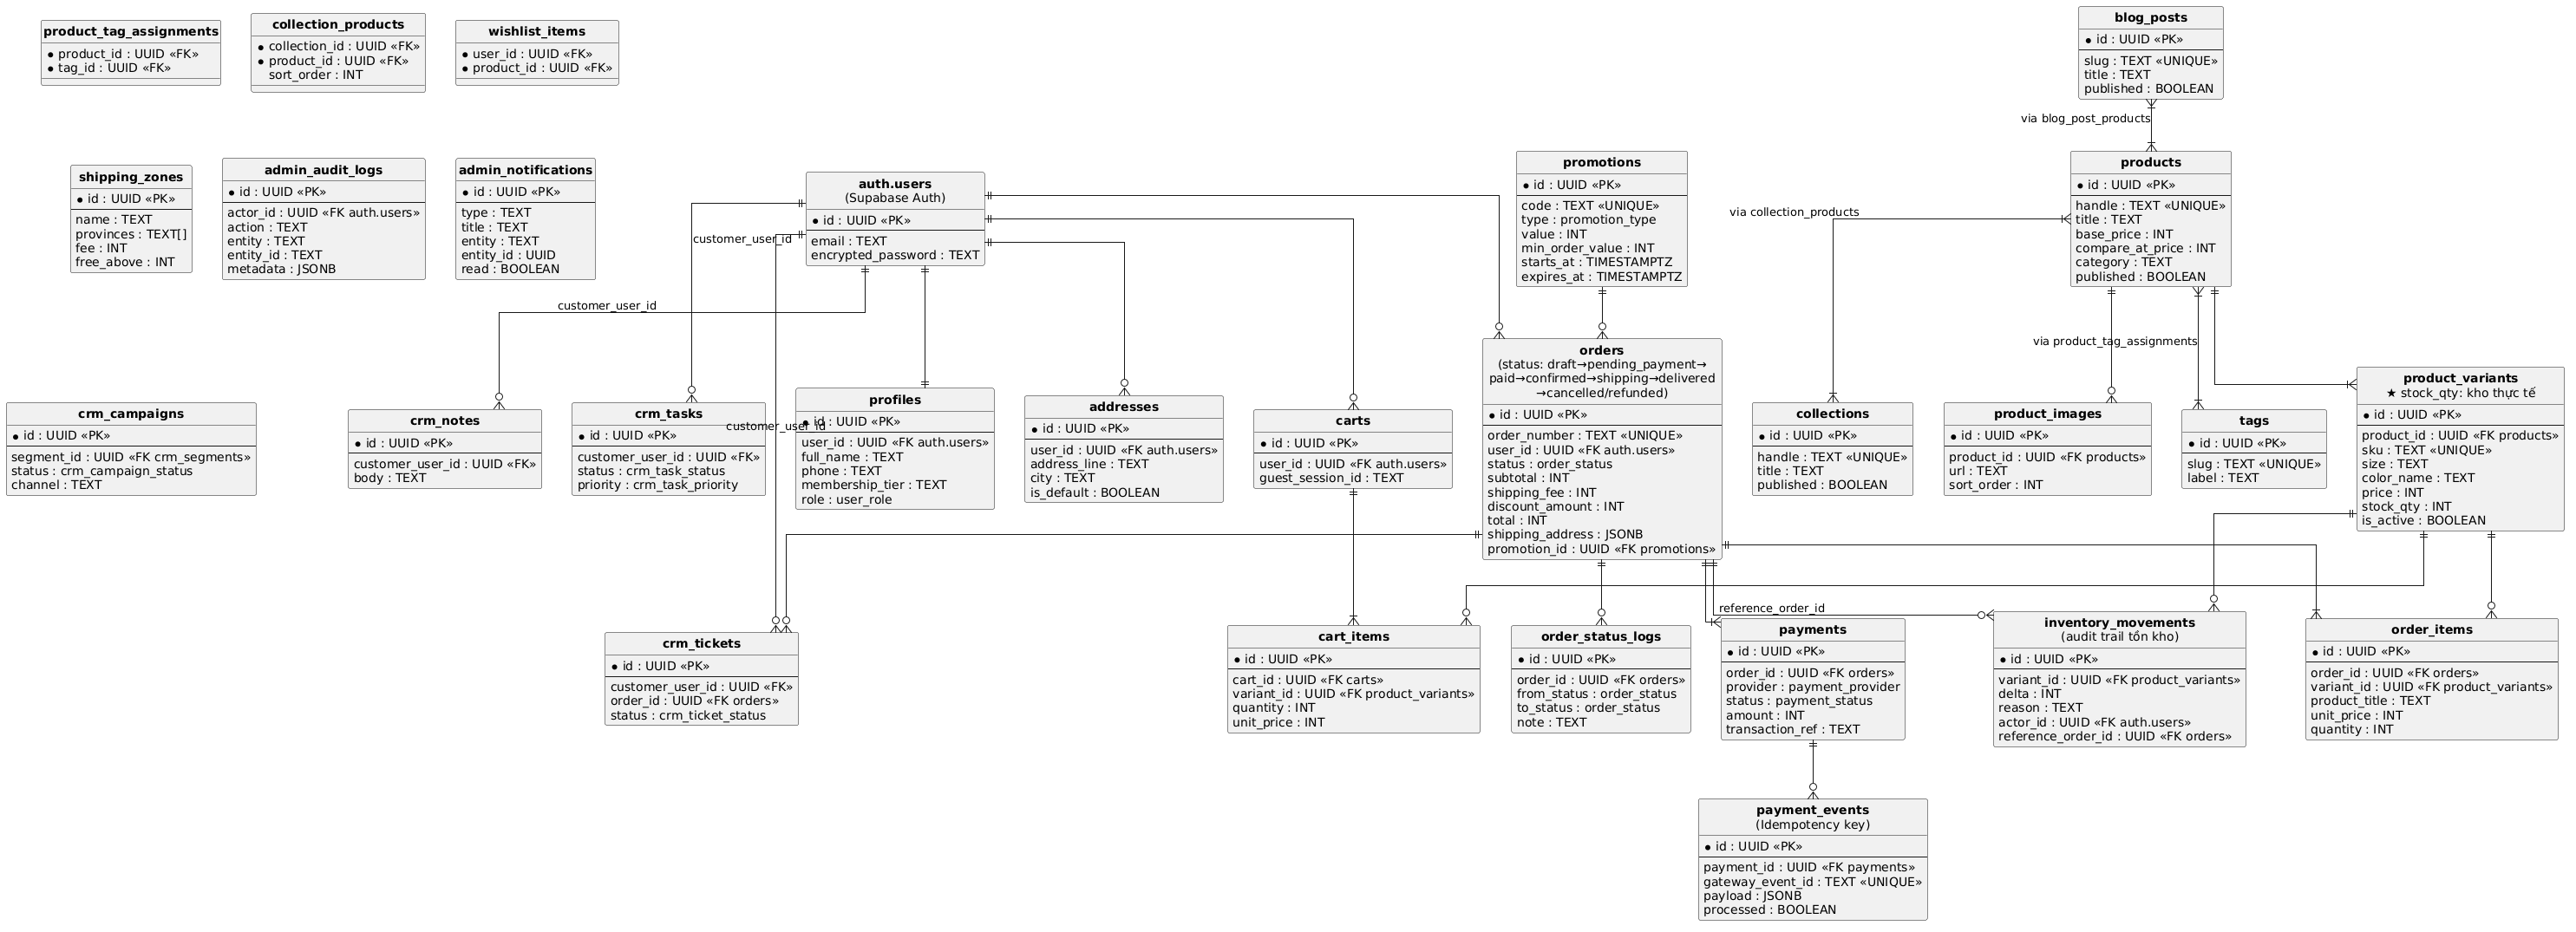 product_tag_assignments
product_id : UUID «FK»
tag_id : UUID «FK»
collection_products
collection_id : UUID «FK»
product_id : UUID «FK»
sort_order : INT
wishlist_items
user_id : UUID «FK»
product_id : UUID «FK»
blog_posts
id : UUID «PK»
slug : TEXT «UNIQUE»
title : TEXT
published : BOOLEAN
via blog_post_products
shipping_zones
id : UUID «PK»
name : TEXT
provinces : TEXT[]
fee : INT
free_above : INT
admin_audit_logs
id : UUID «PK»
actor_id : UUID «FK auth.users»
action : TEXT
entity : TEXT
entity_id : TEXT
metadata : JSONB
admin_notifications
id : UUID «PK»
type : TEXT
title : TEXT
entity : TEXT
entity_id : UUID
read : BOOLEAN
auth.users
(Supabase Auth)
id : UUID «PK»
email : TEXT
encrypted_password : TEXT
promotions
id : UUID «PK»
code : TEXT «UNIQUE»
type : promotion_type
value : INT
min_order_value : INT
starts_at : TIMESTAMPTZ
expires_at : TIMESTAMPTZ
products
id : UUID «PK»
handle : TEXT «UNIQUE»
title : TEXT
base_price : INT
compare_at_price : INT
category : TEXT
published : BOOLEAN
via collection_products
customer_user_id
customer_user_id
customer_user_id
via product_tag_assignments
crm_campaigns
id : UUID «PK»
segment_id : UUID «FK crm_segments»
status : crm_campaign_status
channel : TEXT
crm_notes
id : UUID «PK»
customer_user_id : UUID «FK»
body : TEXT
crm_tasks
id : UUID «PK»
customer_user_id : UUID «FK»
status : crm_task_status
priority : crm_task_priority
profiles
id : UUID «PK»
user_id : UUID «FK auth.users»
full_name : TEXT
phone : TEXT
membership_tier : TEXT
role : user_role
addresses
id : UUID «PK»
user_id : UUID «FK auth.users»
address_line : TEXT
city : TEXT
is_default : BOOLEAN
carts
id : UUID «PK»
user_id : UUID «FK auth.users»
guest_session_id : TEXT
orders
(status: draft→pending_payment→
paid→confirmed→shipping→delivered
→cancelled/refunded)
id : UUID «PK»
order_number : TEXT «UNIQUE»
user_id : UUID «FK auth.users»
status : order_status
subtotal : INT
shipping_fee : INT
discount_amount : INT
total : INT
shipping_address : JSONB
promotion_id : UUID «FK promotions»
collections
id : UUID «PK»
handle : TEXT «UNIQUE»
title : TEXT
published : BOOLEAN
product_images
id : UUID «PK»
product_id : UUID «FK products»
url : TEXT
sort_order : INT
tags
id : UUID «PK»
slug : TEXT «UNIQUE»
label : TEXT
product_variants
★ stock_qty: kho thực tế
id : UUID «PK»
product_id : UUID «FK products»
sku : TEXT «UNIQUE»
size : TEXT
color_name : TEXT
price : INT
stock_qty : INT
is_active : BOOLEAN
reference_order_id
crm_tickets
id : UUID «PK»
customer_user_id : UUID «FK»
order_id : UUID «FK orders»
status : crm_ticket_status
cart_items
id : UUID «PK»
cart_id : UUID «FK carts»
variant_id : UUID «FK product_variants»
quantity : INT
unit_price : INT
order_status_logs
id : UUID «PK»
order_id : UUID «FK orders»
from_status : order_status
to_status : order_status
note : TEXT
payments
id : UUID «PK»
order_id : UUID «FK orders»
provider : payment_provider
status : payment_status
amount : INT
transaction_ref : TEXT
inventory_movements
(audit trail tồn kho)
id : UUID «PK»
variant_id : UUID «FK product_variants»
delta : INT
reason : TEXT
actor_id : UUID «FK auth.users»
reference_order_id : UUID «FK orders»
order_items
id : UUID «PK»
order_id : UUID «FK orders»
variant_id : UUID «FK product_variants»
product_title : TEXT
unit_price : INT
quantity : INT
payment_events
(Idempotency key)
id : UUID «PK»
payment_id : UUID «FK payments»
gateway_event_id : TEXT «UNIQUE»
payload : JSONB
processed : BOOLEAN